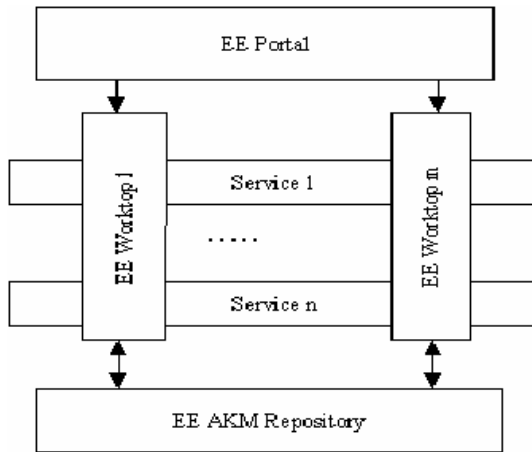 EE Portal
EE Worktop 1
Service 1
EE Worktop m
.....
Service n
EE AKM Repository